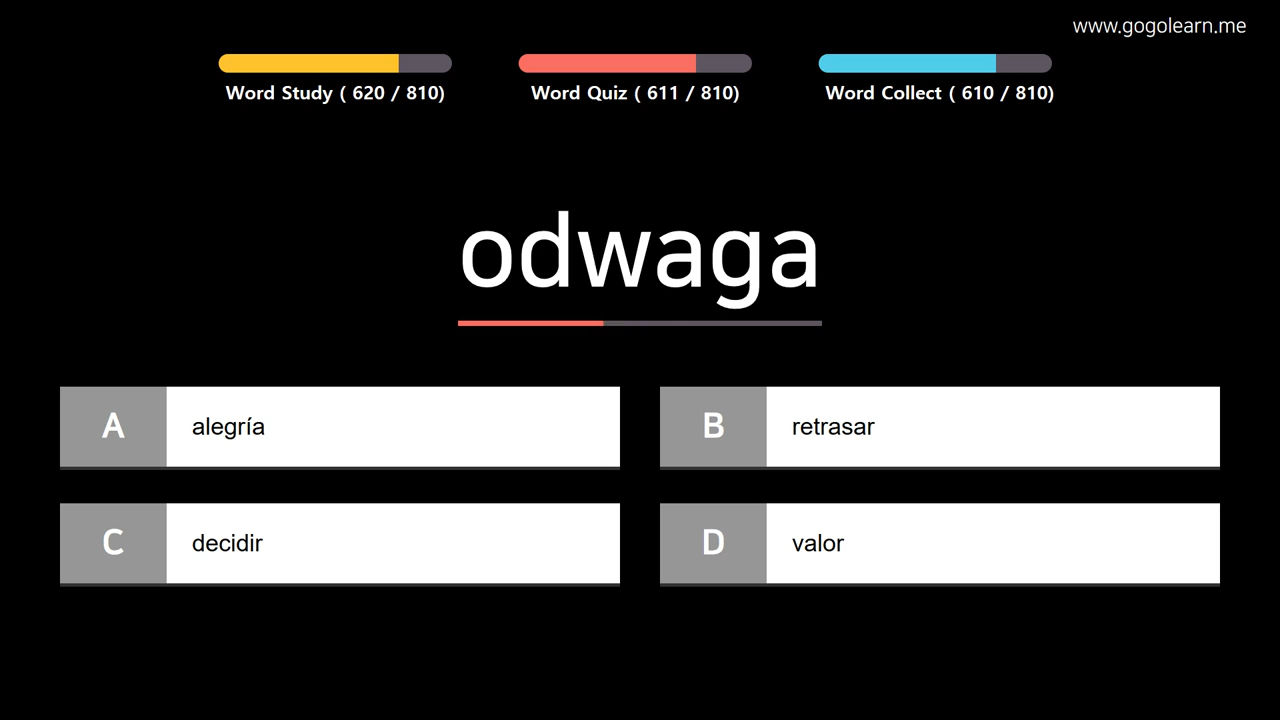 www.gogolearn.me
Word Study ( 620 / 810)
Word Quiz ( 611 / 810)
Word Collect ( 610 / 810)
odwaga
A alegría
B retrasar
C decidir
D valor